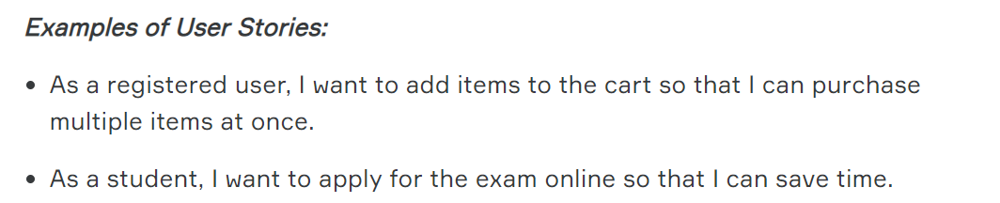 Examples of User Stories:
• As a registered user, I want to add items to the cart so that I can purchase
multiple items at once.
• As a student, I want to apply for the exam online so that I can save time.